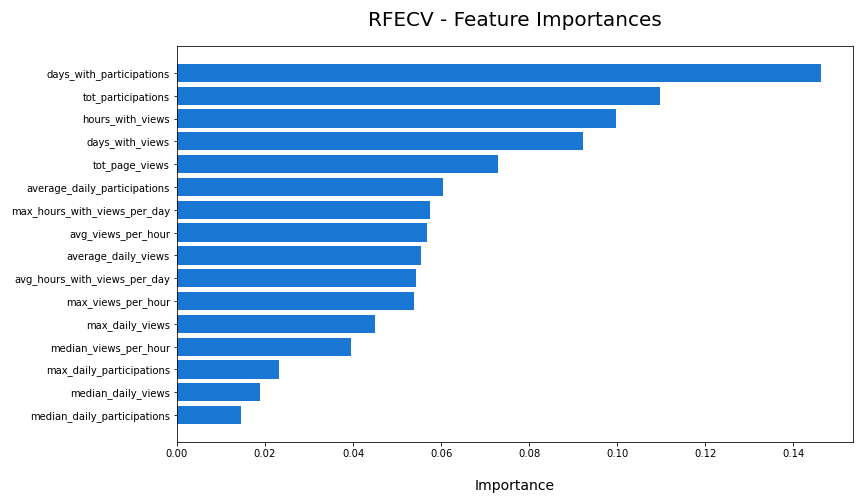 RFECV - Feature Importances
days_with_participations
tot_participations
hours_with_views
days_with_views
tot_page_views
average_daily_participations
max_hours_with_views_per_day
avg_views_per_hour
average_daily_views
avg_hours_with_views_per_day
max_views_per_hour
max_daily_views
median_views_per_hour
max_daily_participations
median_daily_views
median_daily_participations
0.00 0.02 0.04 0.06 0.08 0.10 0.12 0.14
Importance